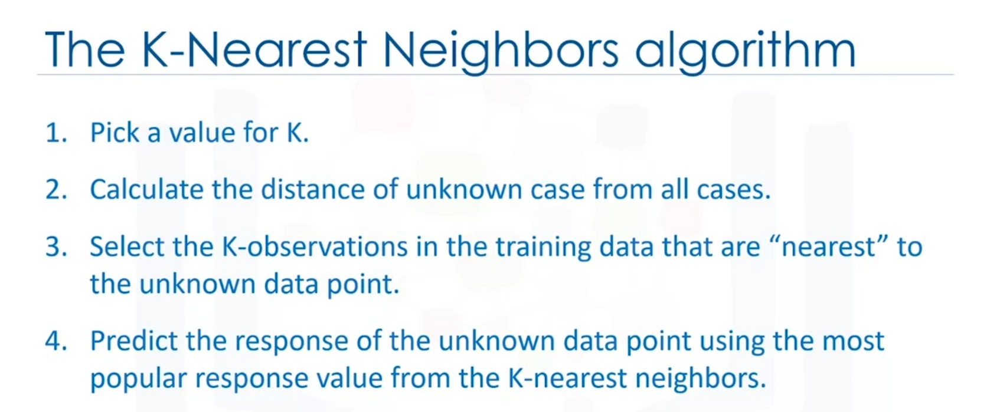 The K-Nearest Neighbors algorithm
1. Pick a value for K.
2. Calculate the distance of unknown case from all cases.
3. Select the K-observations in the training data that are “nearest” to
the unknown data point.
4. Predict the response of the unknown data point using the most
popular response value from the K-nearest neighbors.